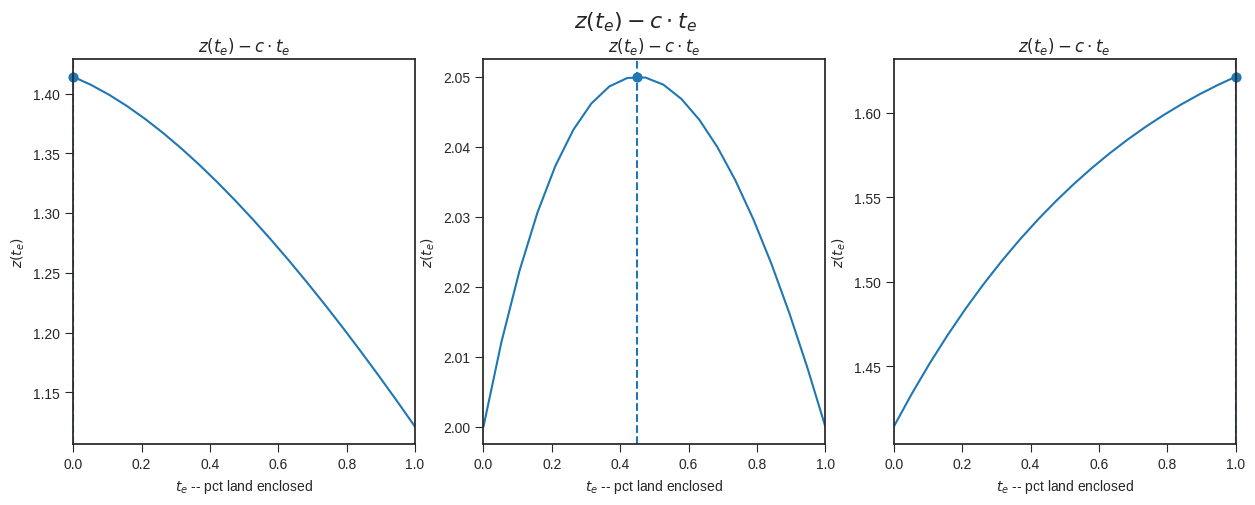 z(t_e) − c · t_e
z(t_e) − c · t_e
z(t_e)
1.40
1.35
1.30
1.25
1.20
1.15
0.0 0.2 0.4 0.6 0.8 1.0
t_e -- pct land enclosed
z(t_e) − c · t_e
z(t_e)
2.05
2.04
2.03
2.02
2.01
2.00
0.0 0.2 0.4 0.6 0.8 1.0
t_e -- pct land enclosed
z(t_e) − c · t_e
z(t_e)
1.60
1.55
1.50
1.45
0.0 0.2 0.4 0.6 0.8 1.0
t_e -- pct land enclosed